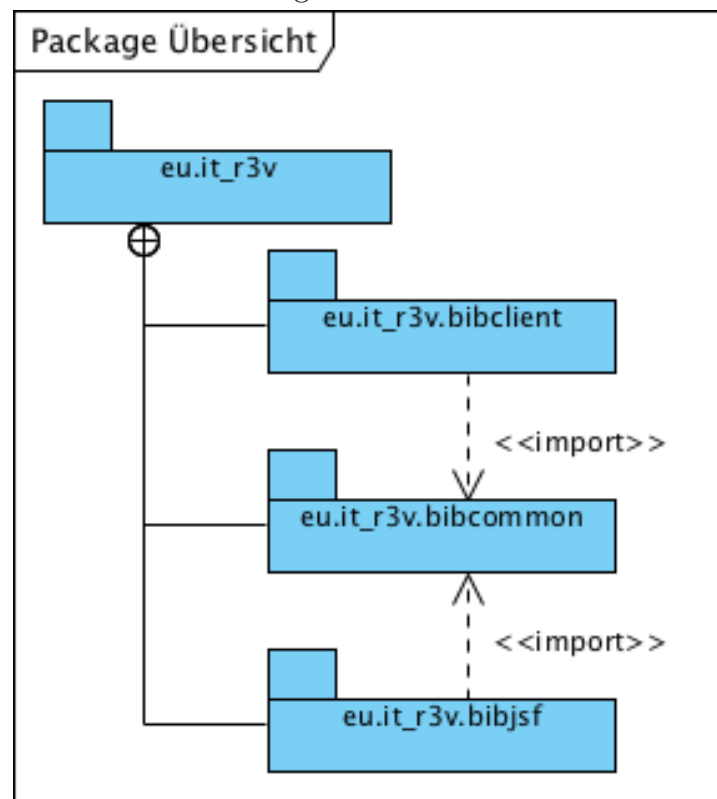 Package Übersicht
eu.it_r3v
eu.it_r3v.bibclient
<<import>>
eu.it_r3v.bibcommon
<<import>>
eu.it_r3v.bibjsf